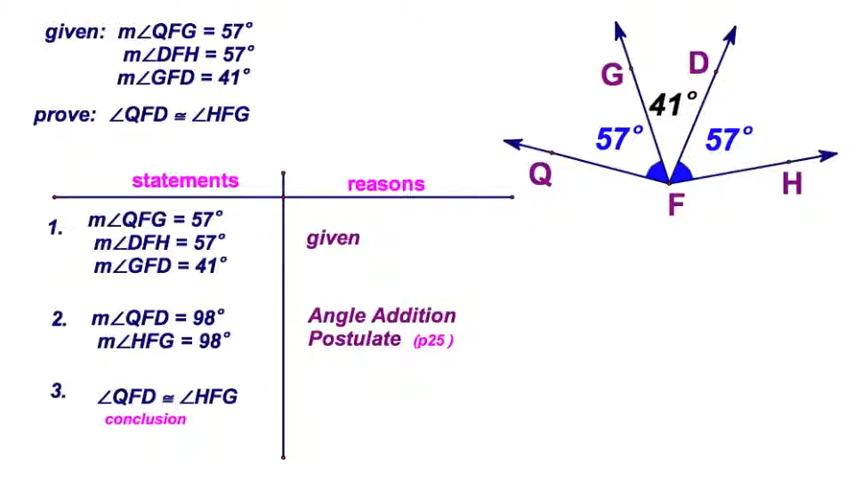 given: m∠QFG = 57°
m∠DFH = 57°
m∠GFD = 41°
prove: ∠QFD ≅ ∠HFG
G
D
41°
57°
57°
Q
H
F
statements
reasons
1. m∠QFG = 57°
m∠DFH = 57°
m∠GFD = 41°
given
2. m∠QFD = 98°
m∠HFG = 98°
Angle Addition
Postulate (p25)
3. ∠QFD ≅ ∠HFG
conclusion